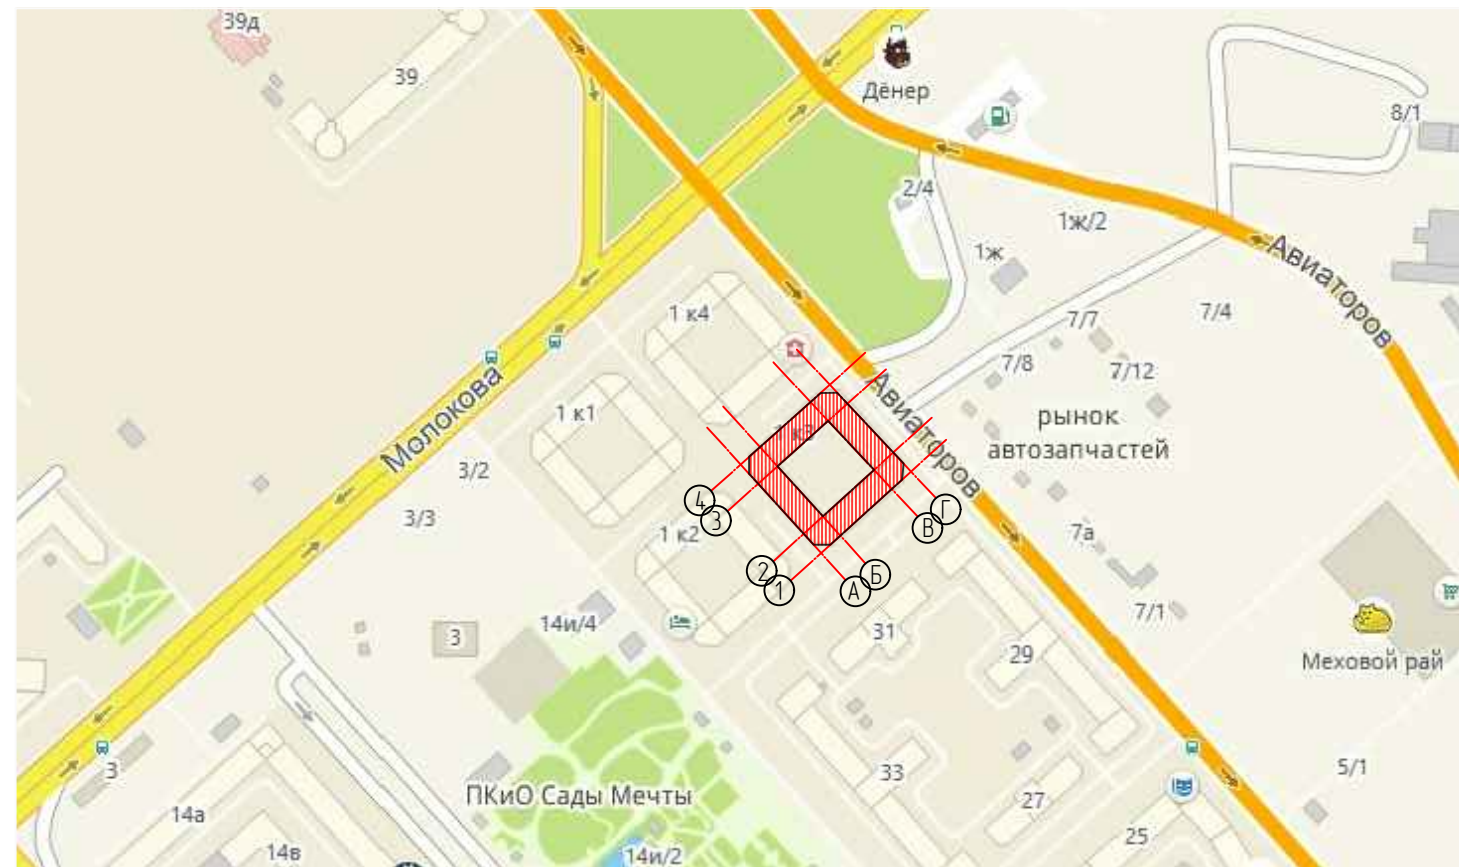 39д
39
Дёнер
8/1
2/4
1ж/2
1ж
Авиаторов
1 к4
7/7
7/4
7/8
7/12
Молокова
Авиаторов
1 к1
рынок
автозапчастей
1 к3
3/2
4
3
Г
В
3/3
1 к2
7а
2
1
Б
А
7/1
14и/4
3
31
29
Меховой рай
3
33
5/1
ПКиО Сады Мечты
27
14а
25
14в
14и/2